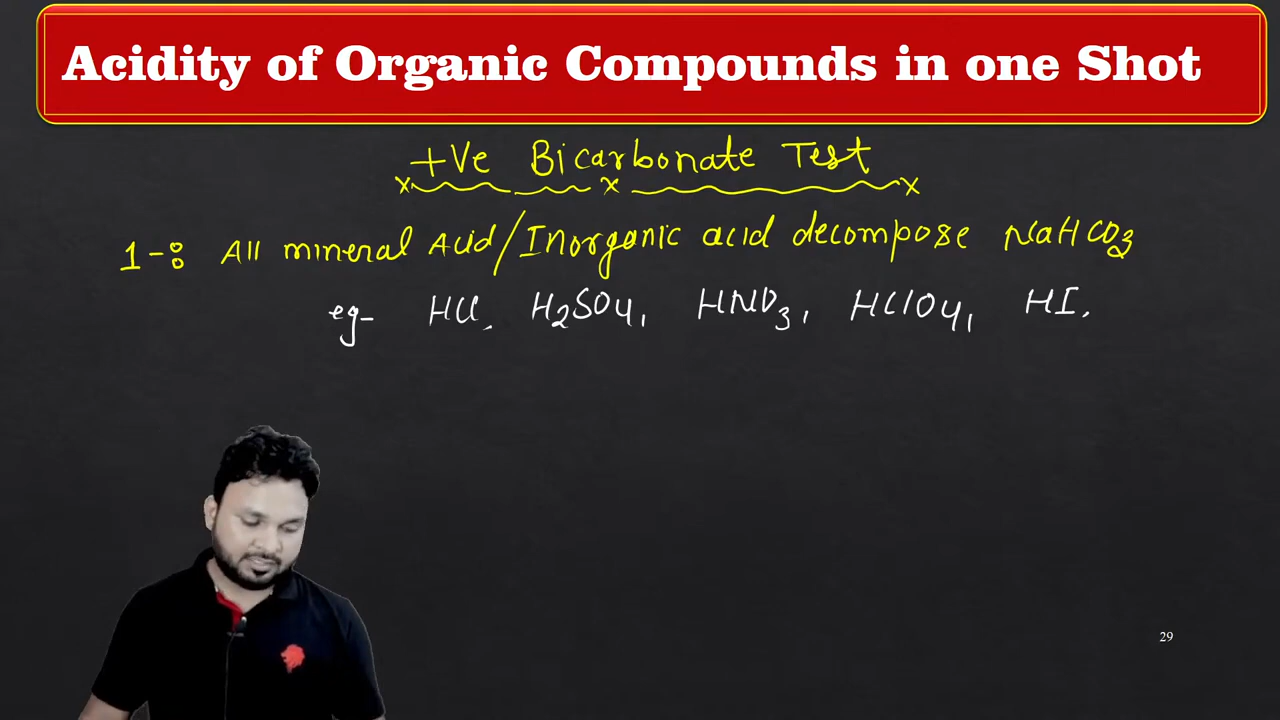 Acidity of Organic Compounds in one Shot
+Ve Bicarbonate Test
1-: All mineral Acid/Inorganic acid decompose NaHCO3
eg- HCl, H2SO4, HNO3, HClO4, HI,
29